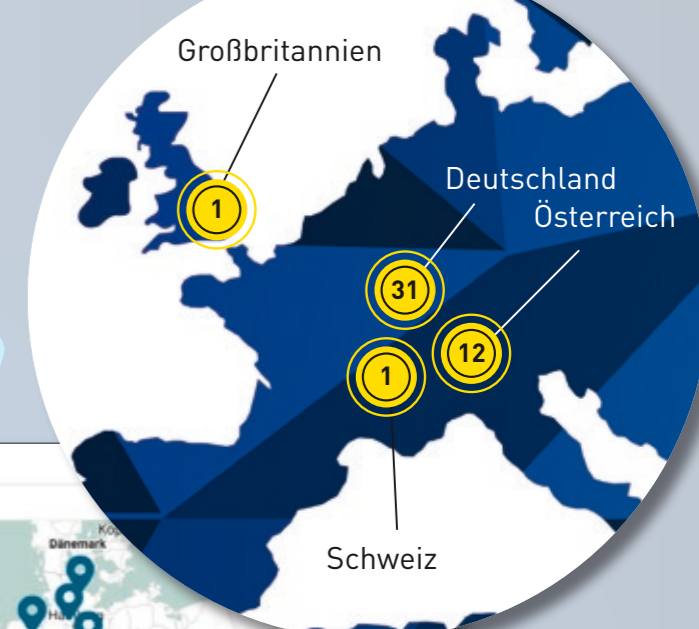 Großbritannien
1
Deutschland
Österreich
31
12
1
Schweiz
Dänemark